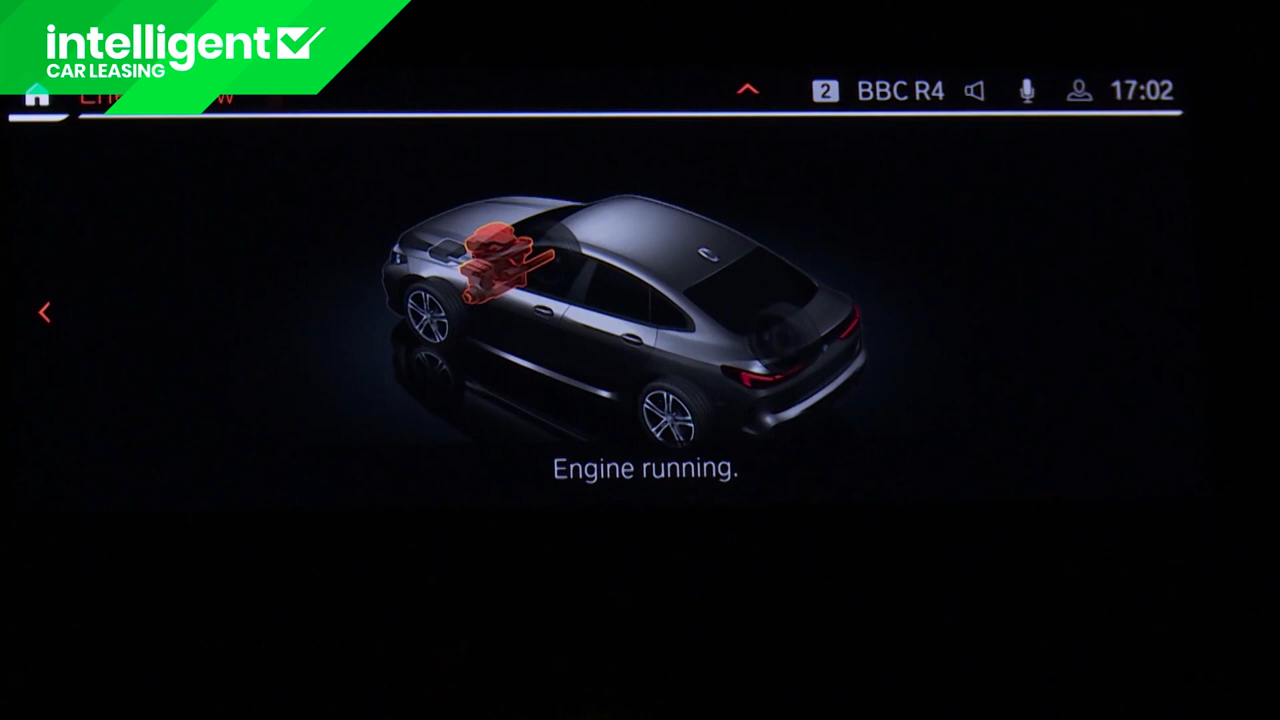 intelligent
CAR LEASING
2 BBC R4 17:02
Engine running.